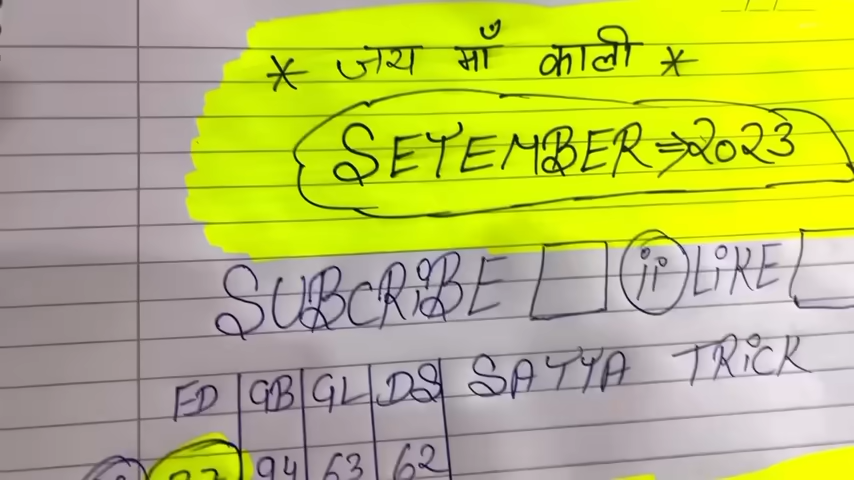 * जय माँ काली *
SETEMBER⇒2023
SUBCRiBE (ii) LiKE
FD GB GL DS SATYA TRiCK
94 63 62